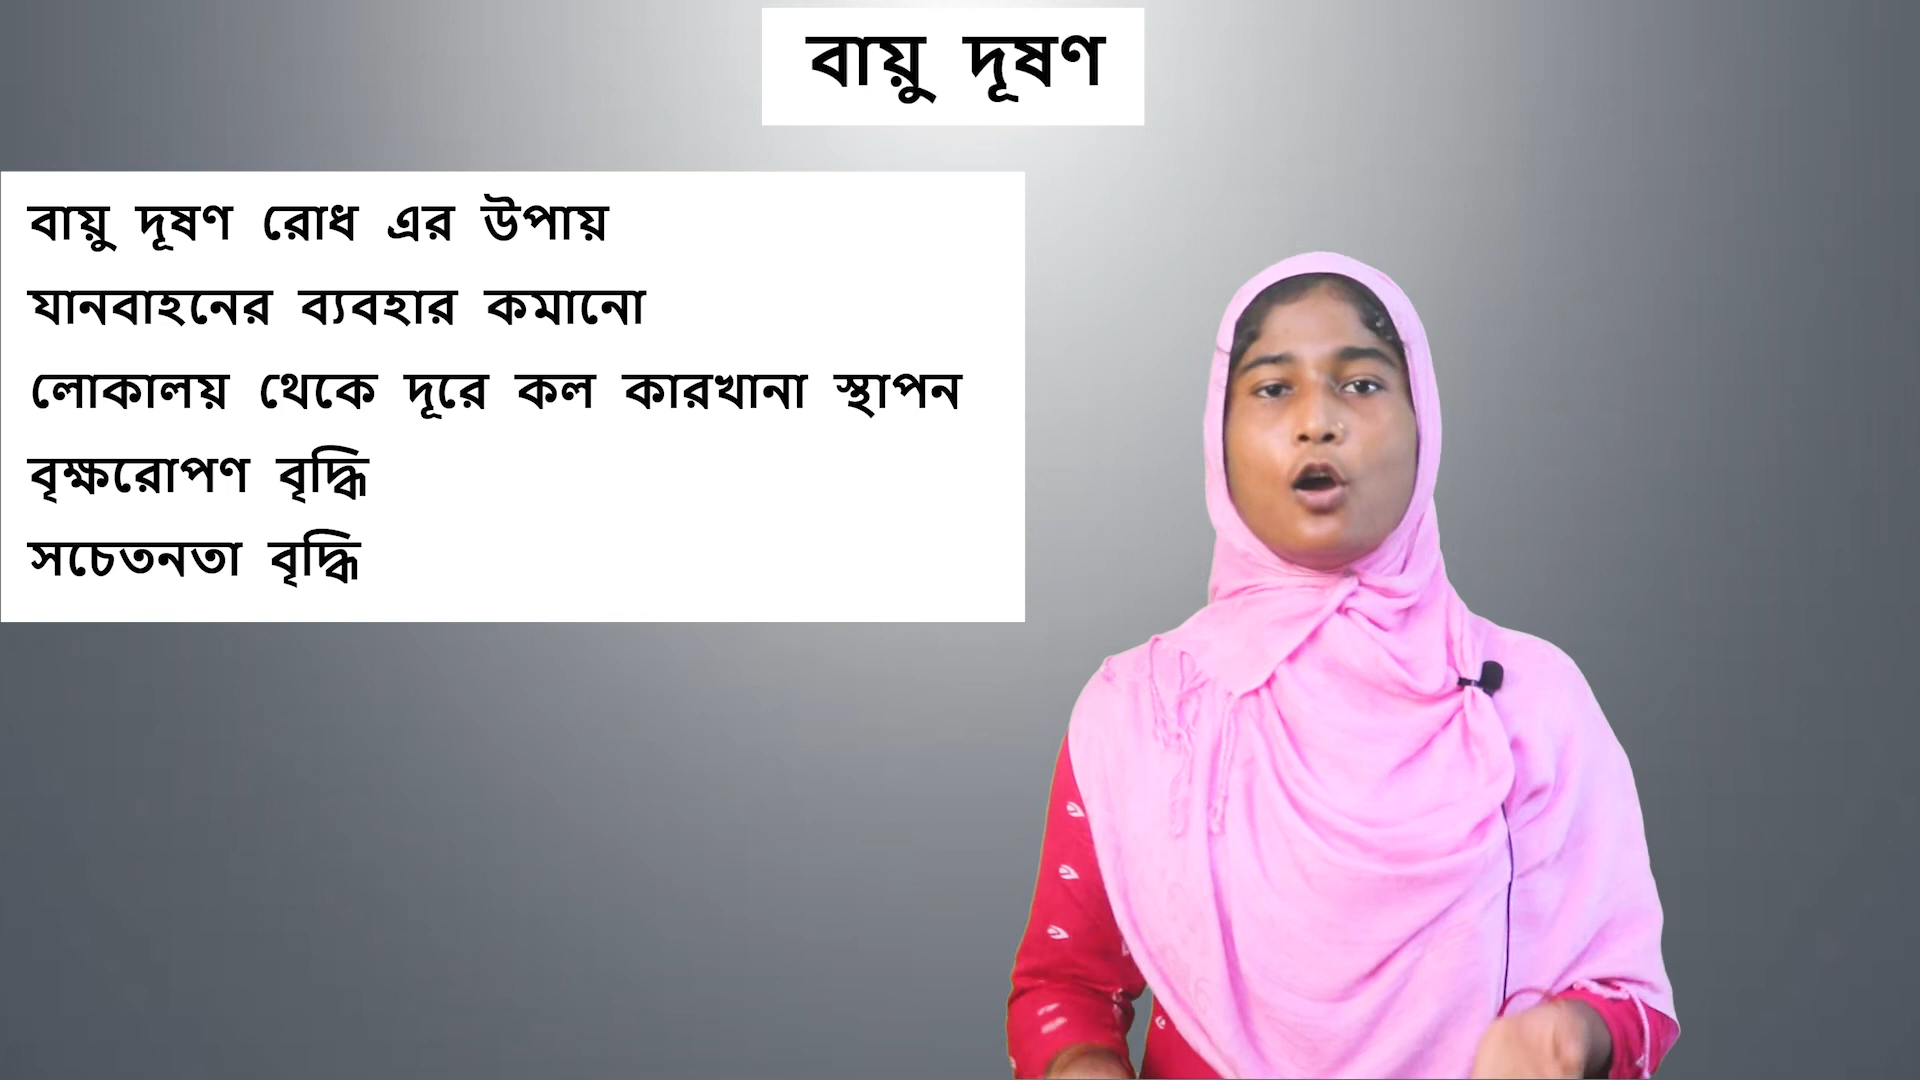 বায়ু দূষণ
বায়ু দূষণ রোধ এর উপায়
যানবাহনের ব্যবহার কমানো
লোকালয় থেকে দূরে কল কারখানা স্থাপন
বৃক্ষরোপণ বৃদ্ধি
সচেতনতা বৃদ্ধি